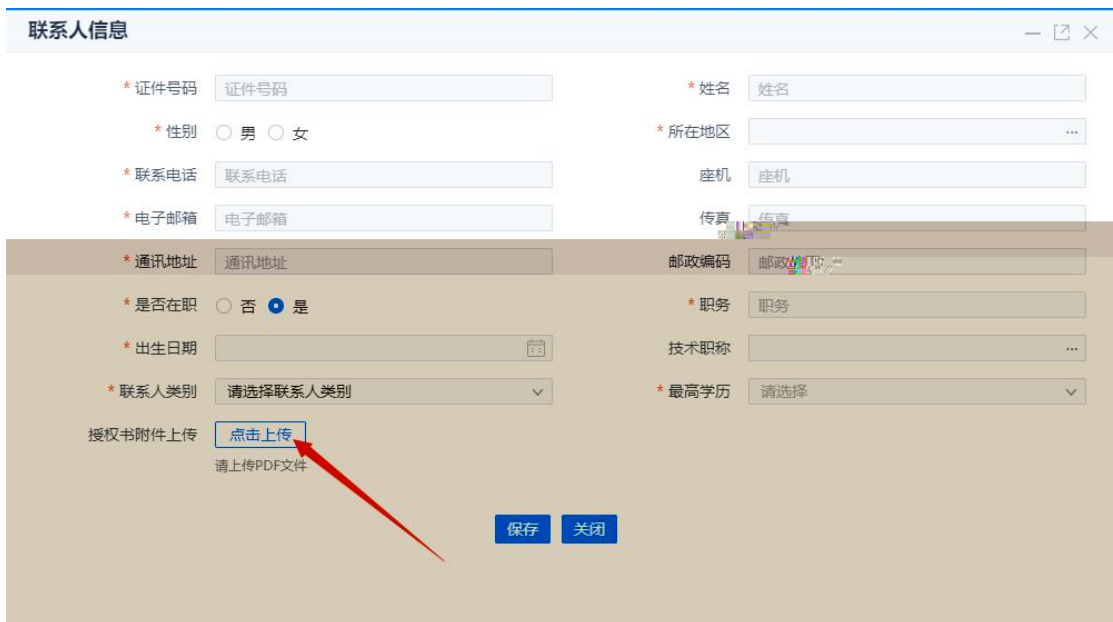 联系人信息
* 证件号码 证件号码 * 姓名 姓名
* 性别 男 女 * 所在地区 ...
* 联系电话 联系电话 座机 座机
* 电子邮箱 电子邮箱 传真 传真
* 通讯地址 通讯地址 邮政编码 邮政
* 是否在职 否 是 * 职务 职务
* 出生日期 技术职称 ...
* 联系人类别 请选择联系人类别 * 最高学历 请选择
授权书附件上传 点击上传
请上传PDF文件
保存 关闭